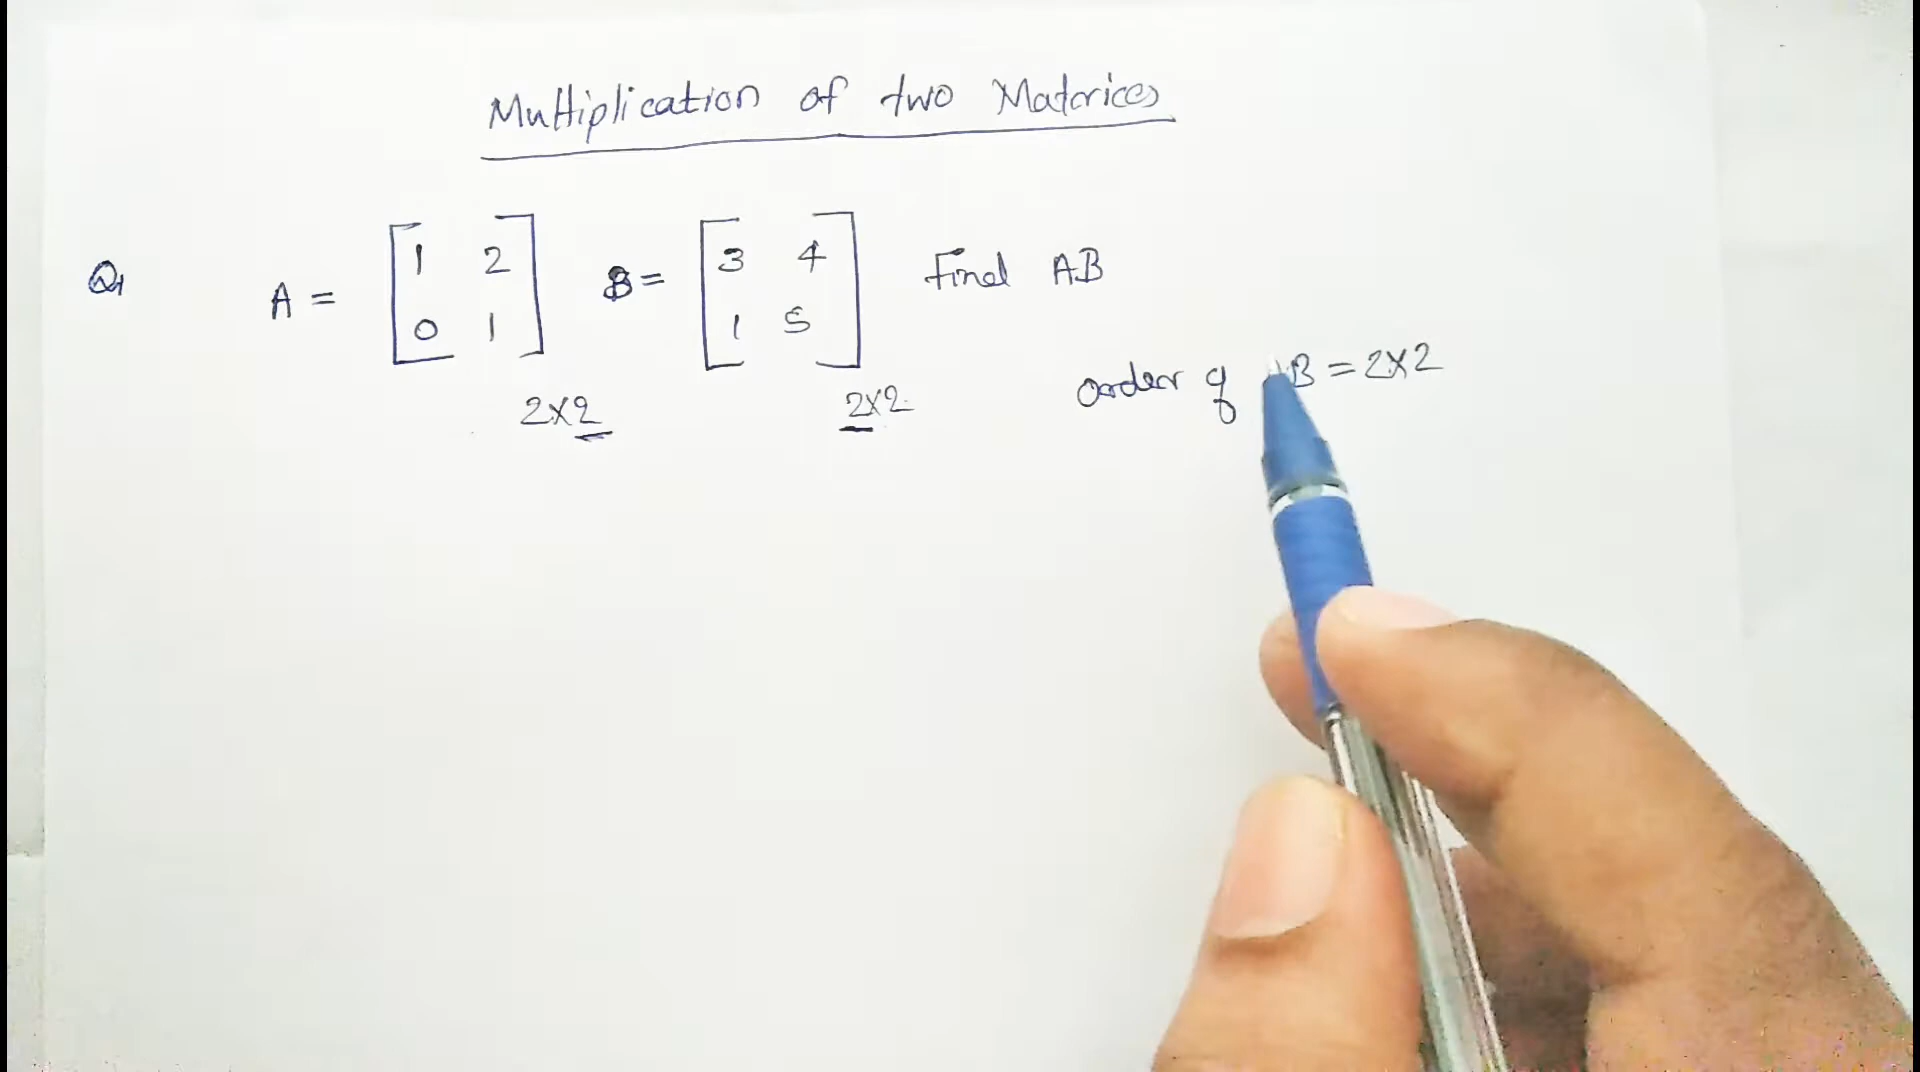 Multiplication of two Matrices
Q1 A = [1 2 B = [3 4 Find AB
0 1] 1 5]
2×2 2×2 Order of AB = 2×2